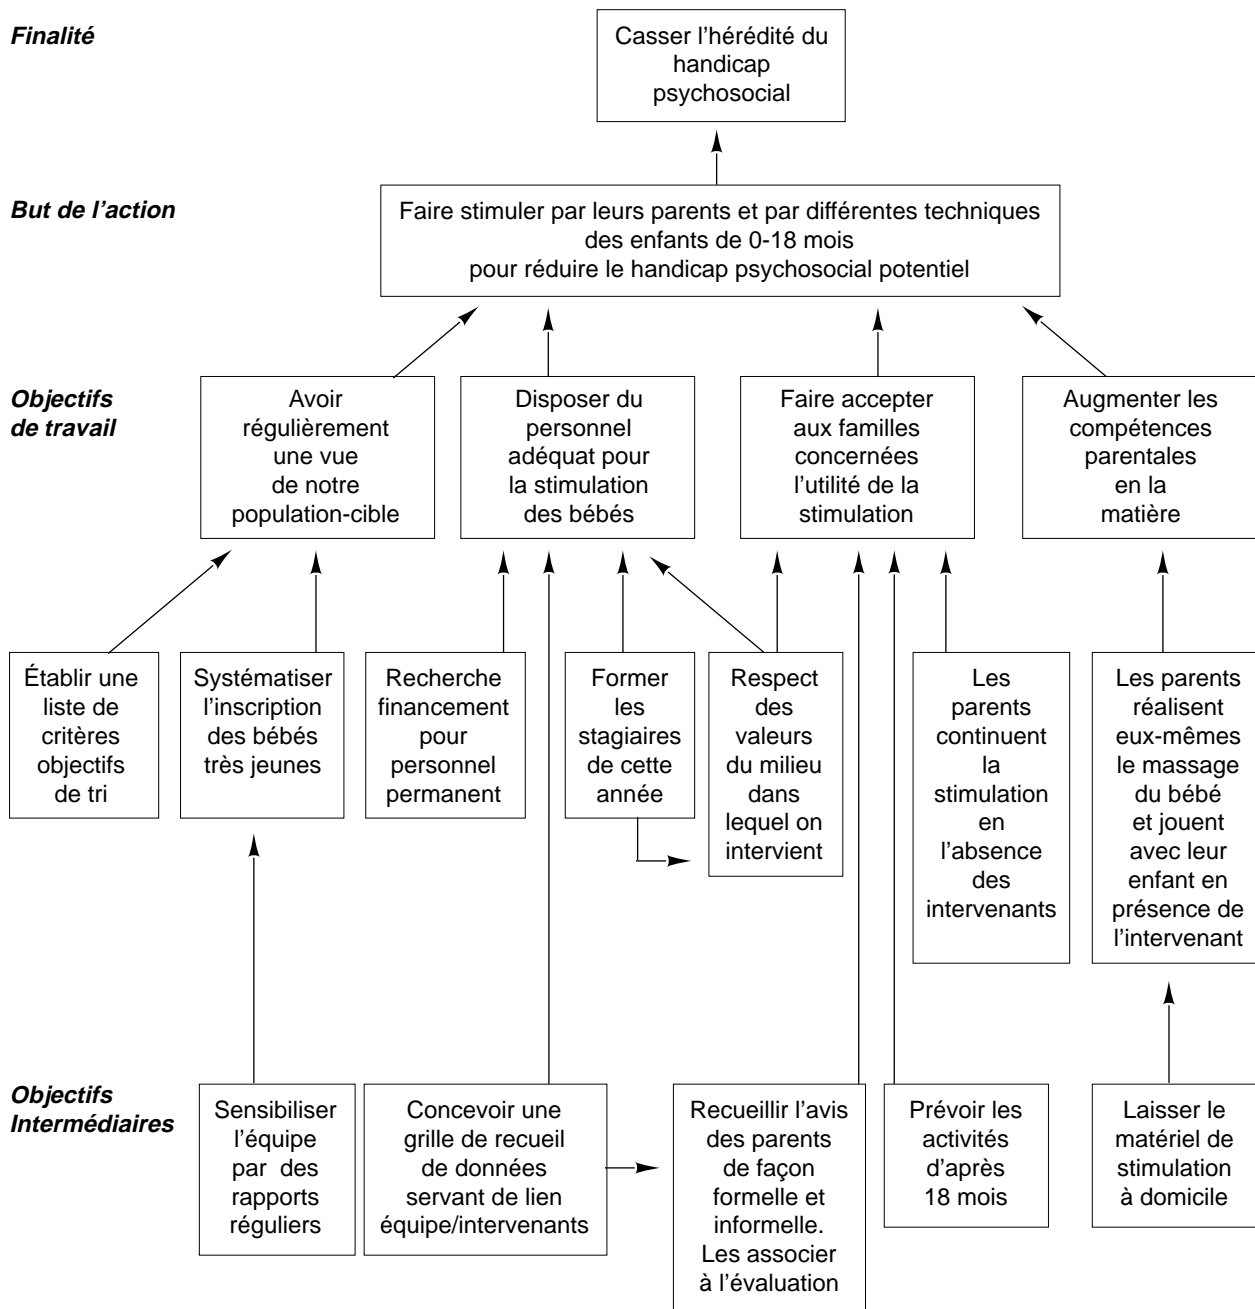 Finalité
Casser l'hérédité du
handicap
psychosocial
But de l'action
Faire stimuler par leurs parents et par différentes techniques
des enfants de 0-18 mois
pour réduire le handicap psychosocial potentiel
Objectifs
de travail
Avoir
régulièrement
une vue
de notre
population-cible
Disposer du
personnel
adéquat pour
la stimulation
des bébés
Faire accepter
aux familles
concernées
l'utilité de la
stimulation
Augmenter les
compétences
parentales
en la
matière
Établir une
liste de
critères
objectifs
de tri
Systématiser
l'inscription
des bébés
très jeunes
Recherche
financement
pour
personnel
permanent
Former
les
stagiaires
de cette
année
Respect
des
valeurs
du milieu
dans
lequel on
intervient
Les
parents
continuent
la
stimulation
en
l'absence
des
intervenants
Les parents
réalisent
eux-mêmes
le massage
du bébé
et jouent
avec leur
enfant en
présence de
l'intervenant
Objectifs
Intermédiaires
Sensibiliser
l'équipe
par des
rapports
réguliers
Concevoir une
grille de recueil
de données
servant de lien
équipe/intervenants
Recueillir l'avis
des parents
de façon
formelle et
informelle.
Les associer
à l'évaluation
Prévoir les
activités
d'après
18 mois
Laisser le
matériel de
stimulation
à domicile